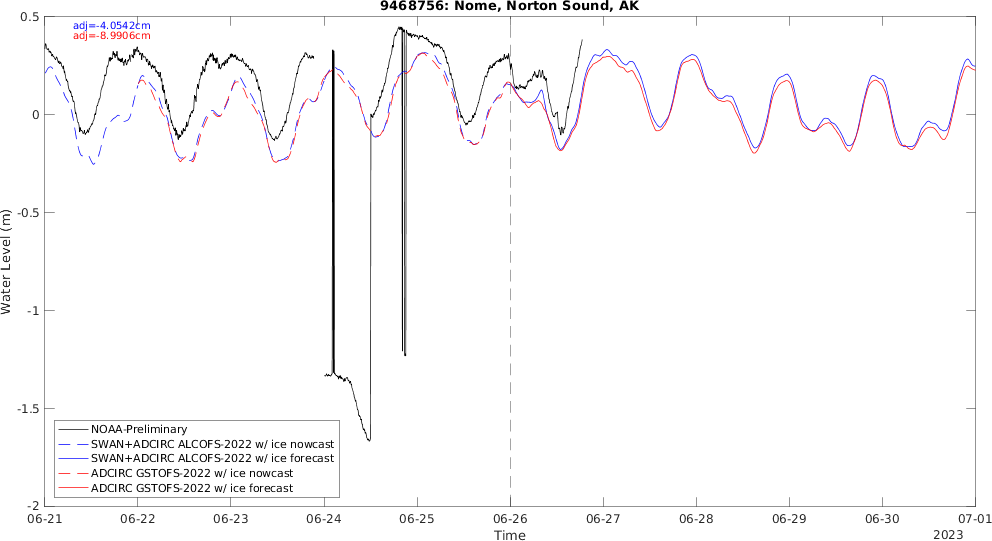 9468756: Nome, Norton Sound, AK
adj=-4.0542cm
adj=-8.9906cm
0.5
0
-0.5
-1
-1.5
-2
Water Level (m)
NOAA-Preliminary
SWAN+ADCIRC ALCOFS-2022 w/ ice nowcast
SWAN+ADCIRC ALCOFS-2022 w/ ice forecast
ADCIRC GSTOFS-2022 w/ ice nowcast
ADCIRC GSTOFS-2022 w/ ice forecast
06-21 06-22 06-23 06-24 06-25 06-26 06-27 06-28 06-29 06-30 07-01
Time
2023